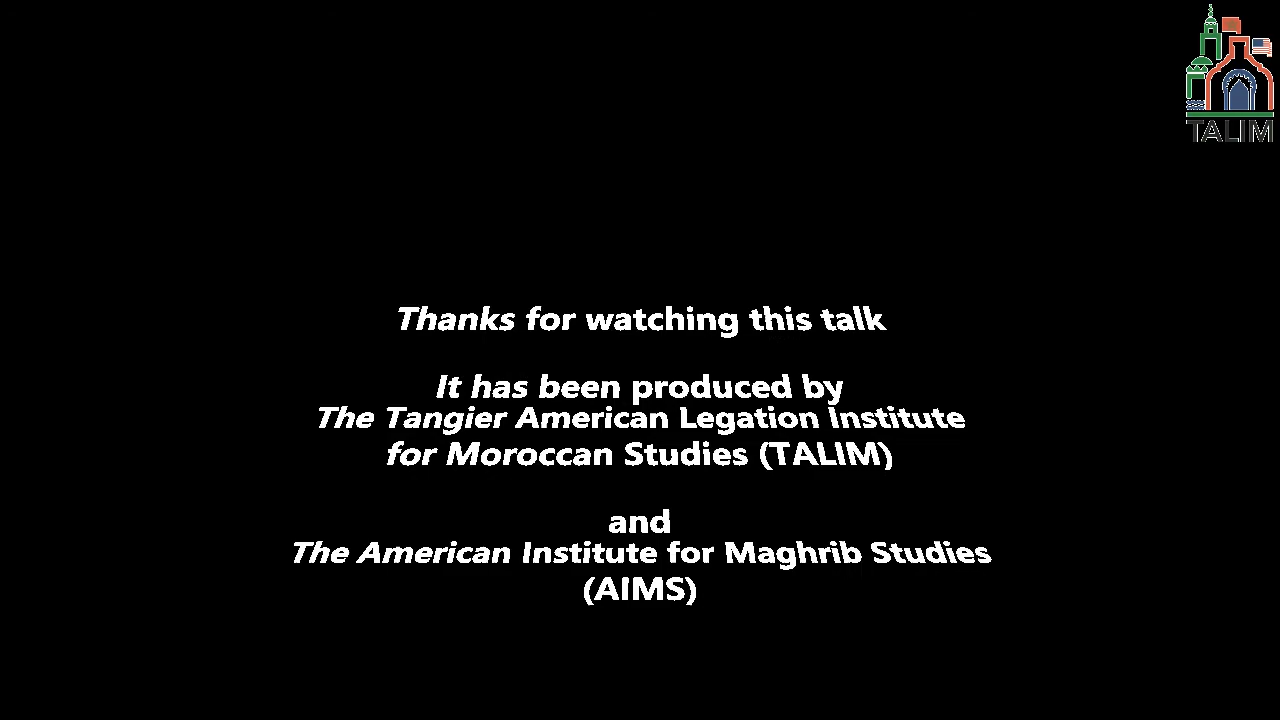 TALIM
Thanks for watching this talk
It has been produced by
The Tangier American Legation Institute
for Moroccan Studies (TALIM)
and
The American Institute for Maghrib Studies
(AIMS)